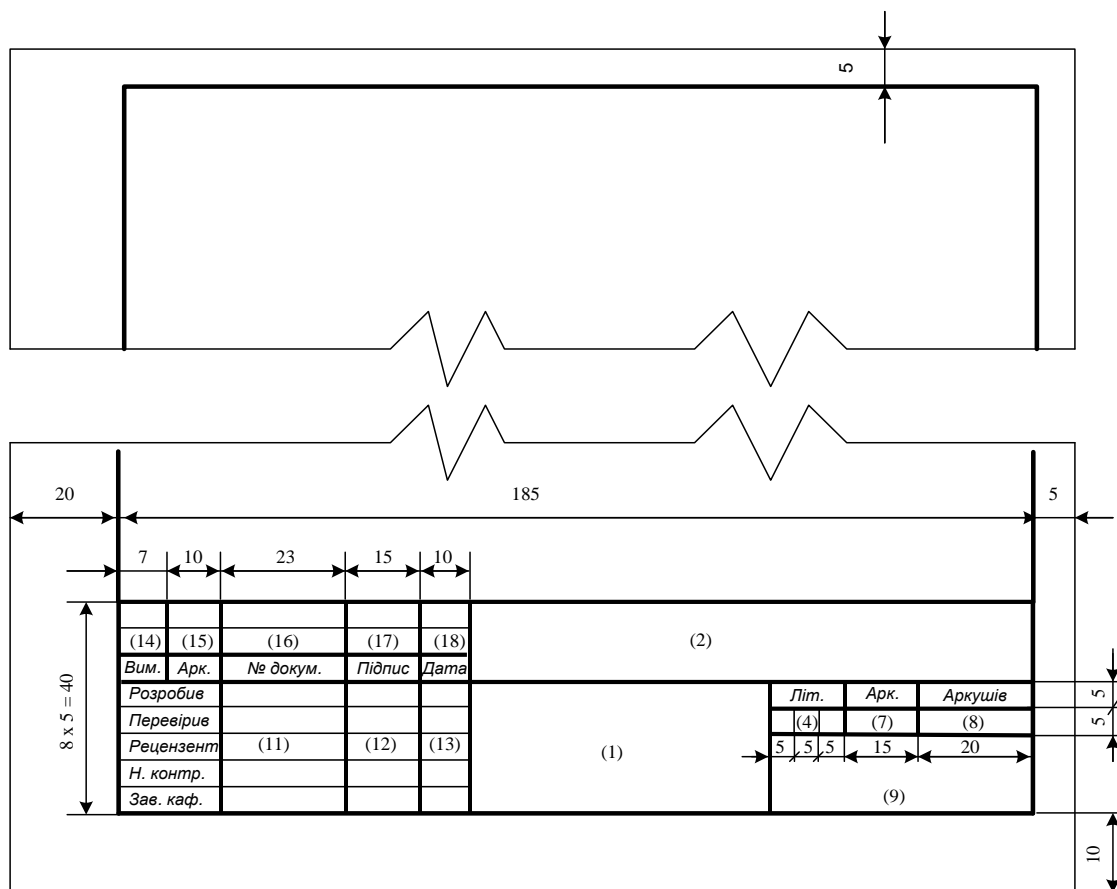 5
20 185 5
7 10 23 15 10
(14) (15) (16) (17) (18) (2)
Вим. Арк. № докум. Підпис Дата
8 x 5 = 40
Розробив Літ. Арк. Аркушів 5
Перевірив (4) (7) (8) 5
Рецензент (11) (12) (13) (1) 5 5 5 15 20
Н. контр.
Зав. каф. (9)
10